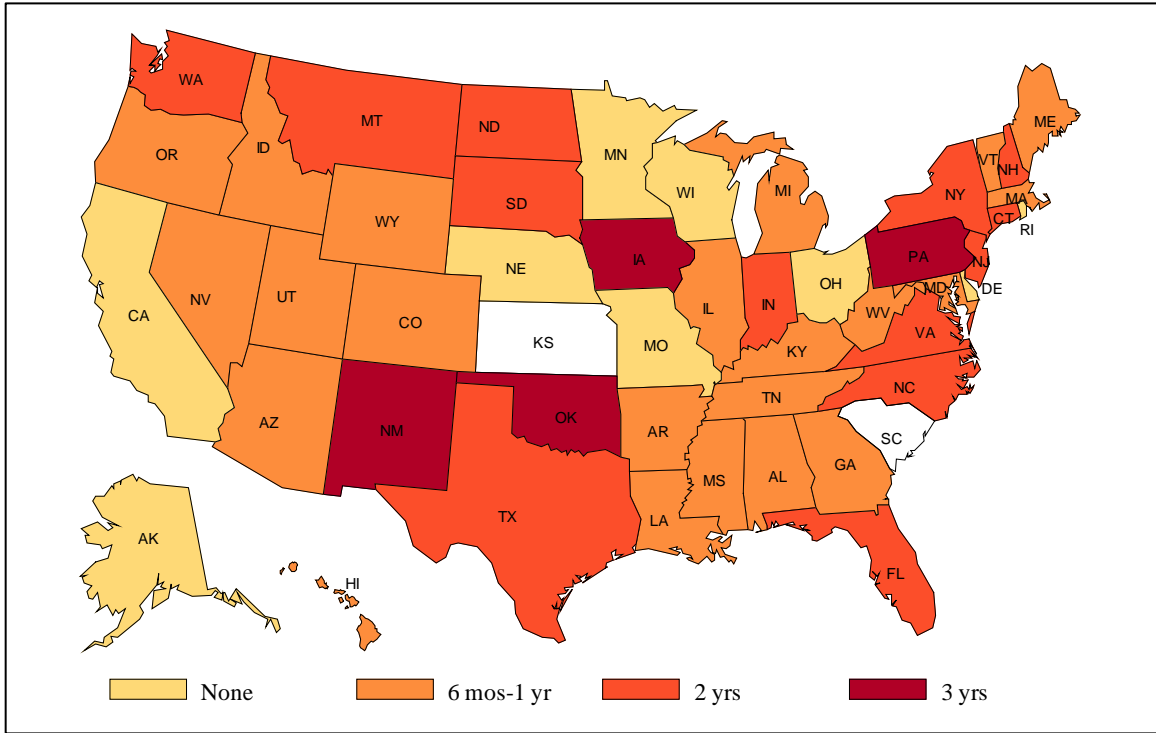 WA
MT
ND
MN
ME
OR
ID
WI
MI
VT
NH
NY
MA
CT
RI
WY
SD
IA
PA
NJ
NE
OH
MD
DE
NV
UT
CO
IL
IN
WV
VA
CA
KS
MO
KY
NC
AZ
NM
OK
AR
TN
SC
MS
AL
GA
TX
LA
FL
AK
HI
None
6 mos-1 yr
2 yrs
3 yrs